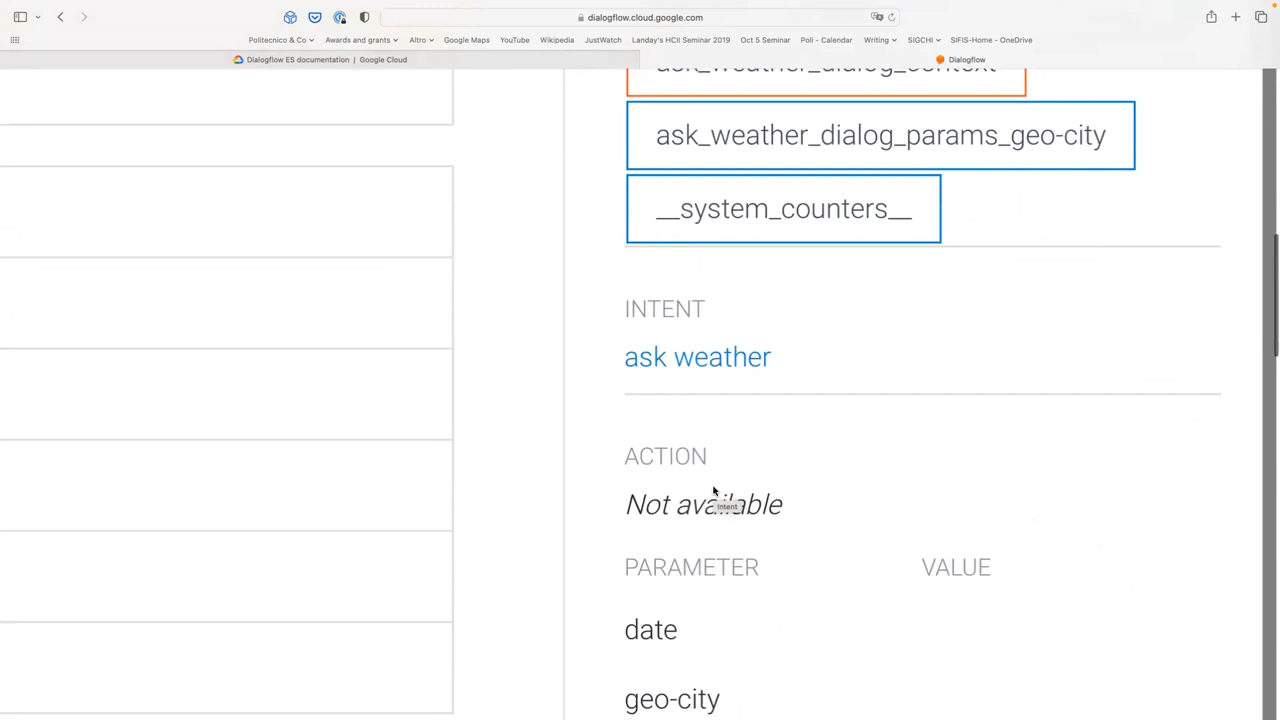 dialogflow.cloud.google.com
Politecnico & Co Awards and grants Altro Google Maps YouTube Wikipedia JustWatch Landay's HCII Seminar 2019 Oct 5 Seminar Poli - Calendar Writing SIGCHI SIFIS-Home - OneDrive
Dialogflow ES documentation | Google Cloud Dialogflow
ask_weather_dialog_context
ask_weather_dialog_params_geo-city
__system_counters__
INTENT
ask weather
ACTION
Not available
Intent
PARAMETER VALUE
date
geo-city